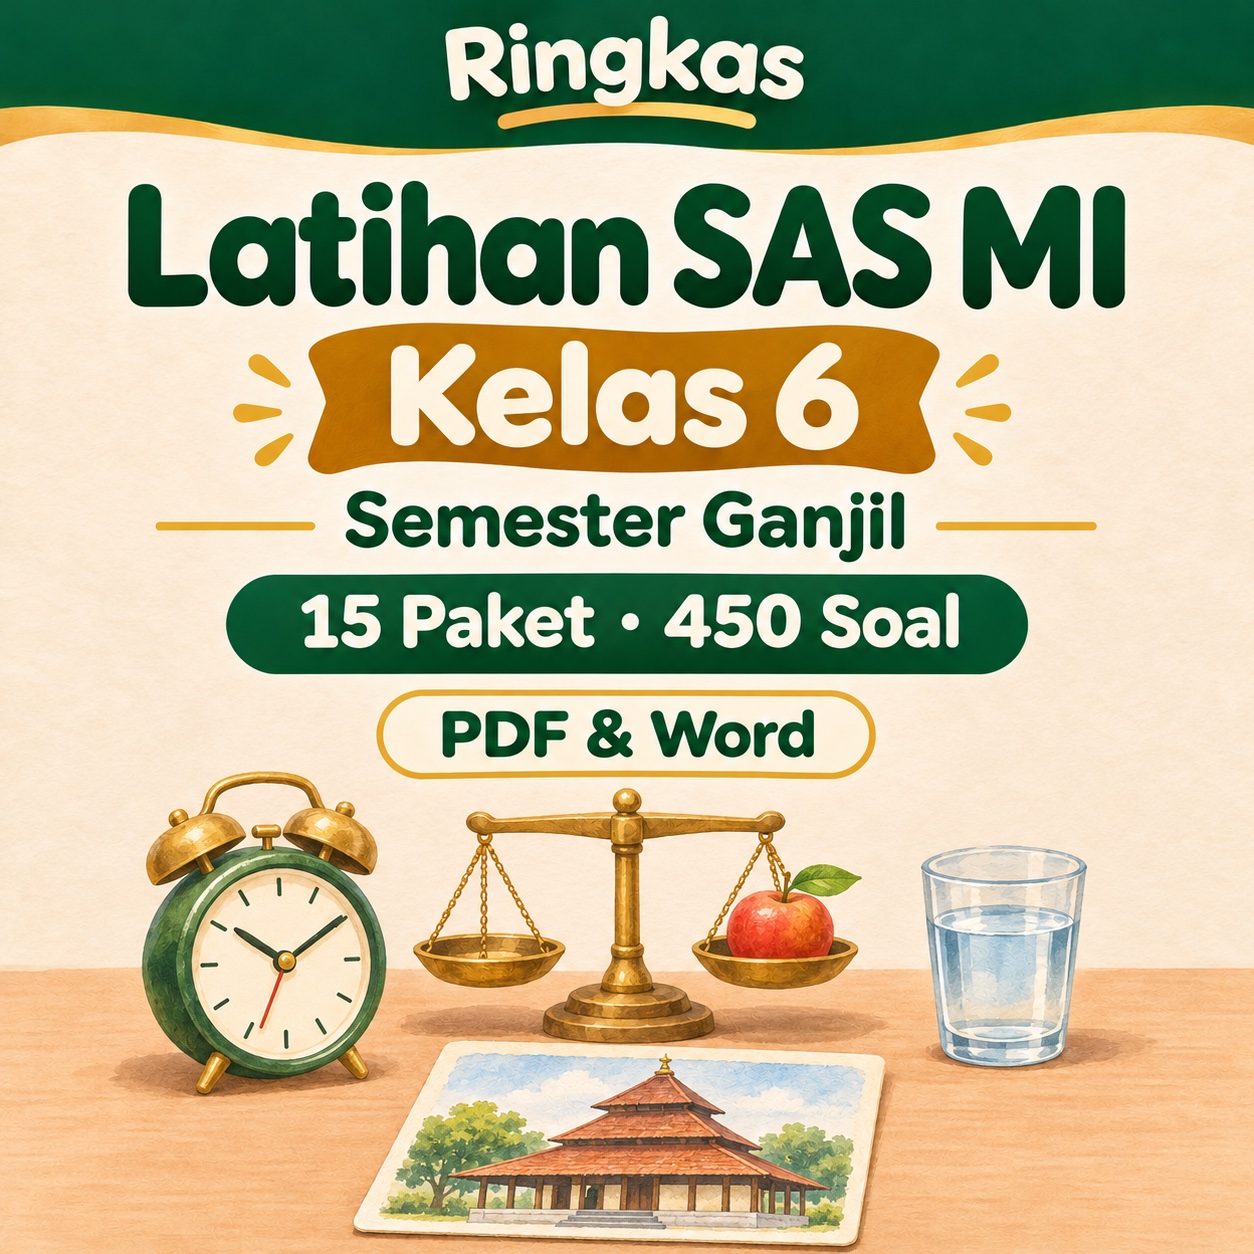 Ringkas
Latihan SAS MI
Kelas 6
Semester Ganjil
15 Paket • 450 Soal
PDF & Word